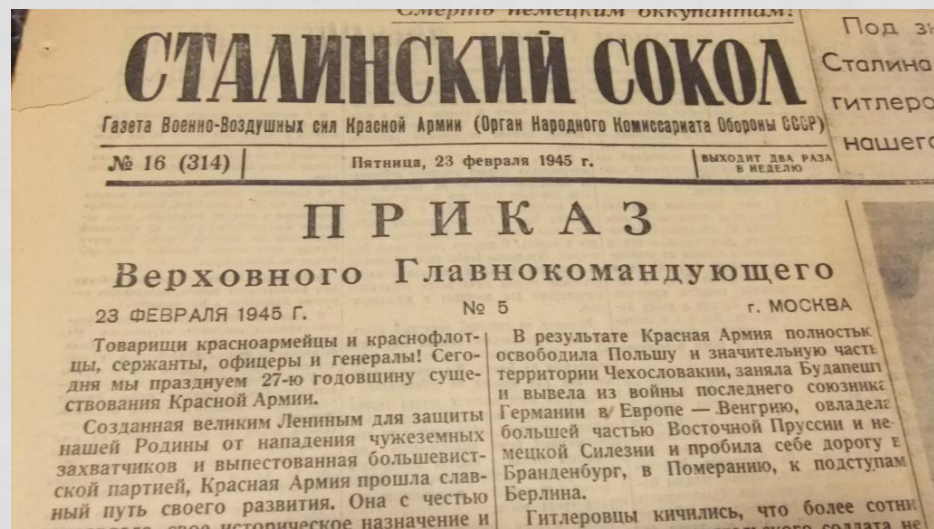 Смерть немецким оккупантам!
СТАЛИНСКИЙ СОКОЛ
Газета Военно-Воздушных сил Красной Армии (Орган Народного Комиссариата Обороны СССР)
№ 16 (314)
Пятница, 23 февраля 1945 г.
ВЫХОДИТ ДВА РАЗА
В НЕДЕЛЮ
Под
Сталина
нашего
ПРИКАЗ
Верховного Главнокомандующего
23 ФЕВРАЛЯ 1945 Г.
№ 5
г. МОСКВА
Товарищи красноармейцы и краснофлот-
цы, сержанты, офицеры и генералы! Сего-
дня мы празднуем 27-ю годовщину суще-
ствования Красной Армии.
Созданная великим Лениным для защиты
нашей Родины от нападения чужеземных
захватчиков и выпестованная большевист-
ской партией, Красная Армия прошла слав-
ный путь своего развития. Она с честью
свое историческое назначение и
В результате Красная Армия полностью
освободила Польшу и значительную часть
территории Чехословакии, заняла Будапешт
и вывела из войны последнего союзника
Германии в Европе — Венгрию, овладела
большей частью Восточной Пруссии и не-
мецкой Силезии и пробила себе дорогу в
Бранденбург, в Померанию, к подступам
Берлина.
Гитлеровцы кичились, что более сотни
солдата не